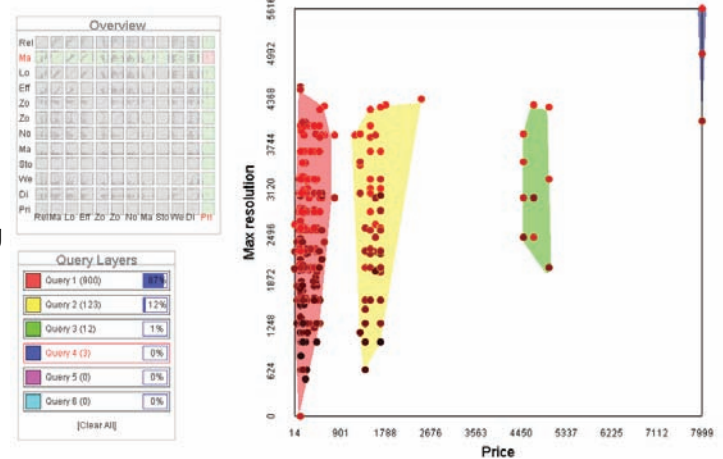 Overview
Rel
Ma
Lo
Eff
Zo
Zo
No
Ma
Sto
We
Di
Pri
Rel Ma Lo Eff Zo Zo No Ma Sto We Di Pri
Query Layers
Query 1 (900) 87%
Query 2 (123) 12%
Query 3 (12) 1%
Query 4 (3) 0%
Query 5 (0) 0%
Query 6 (0) 0%
[Clear All]
Max resolution
5616
4992
4368
3744
3120
2496
1872
1248
624
0
14 901 1788 2676 3563 4450 5337 6225 7112 7999
Price